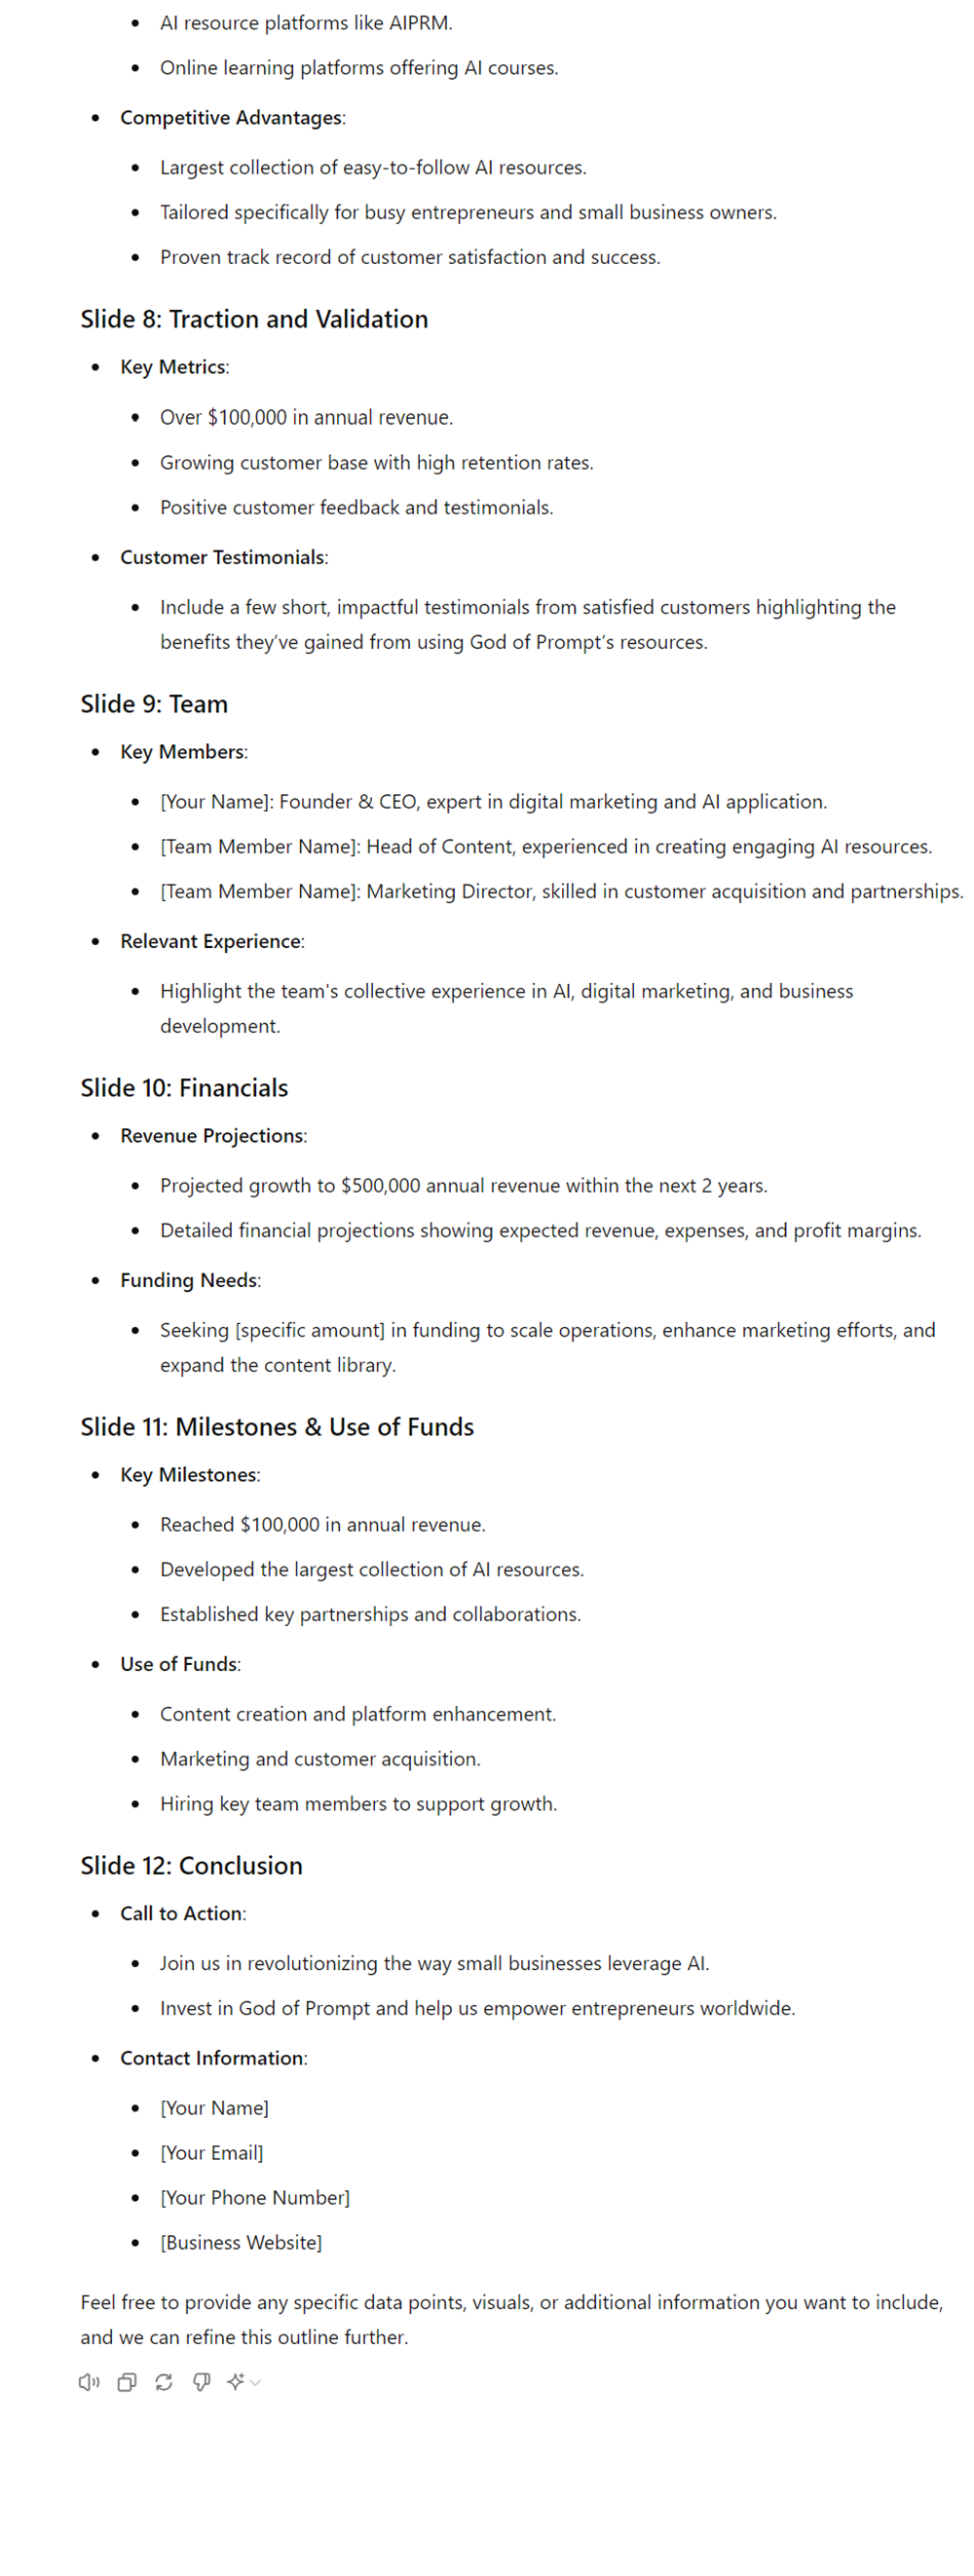 • AI resource platforms like AIPRM.
• Online learning platforms offering AI courses.
• Competitive Advantages:
• Largest collection of easy-to-follow AI resources.
• Tailored specifically for busy entrepreneurs and small business owners.
• Proven track record of customer satisfaction and success.
Slide 8: Traction and Validation
• Key Metrics:
• Over $100,000 in annual revenue.
• Growing customer base with high retention rates.
• Positive customer feedback and testimonials.
• Customer Testimonials:
• Include a few short, impactful testimonials from satisfied customers highlighting the
benefits they’ve gained from using God of Prompt’s resources.
Slide 9: Team
• Key Members:
• [Your Name]: Founder & CEO, expert in digital marketing and AI application.
• [Team Member Name]: Head of Content, experienced in creating engaging AI resources.
• [Team Member Name]: Marketing Director, skilled in customer acquisition and partnerships.
• Relevant Experience:
• Highlight the team's collective experience in AI, digital marketing, and business
development.
Slide 10: Financials
• Revenue Projections:
• Projected growth to $500,000 annual revenue within the next 2 years.
• Detailed financial projections showing expected revenue, expenses, and profit margins.
• Funding Needs:
• Seeking [specific amount] in funding to scale operations, enhance marketing efforts, and
expand the content library.
Slide 11: Milestones & Use of Funds
• Key Milestones:
• Reached $100,000 in annual revenue.
• Developed the largest collection of AI resources.
• Established key partnerships and collaborations.
• Use of Funds:
• Content creation and platform enhancement.
• Marketing and customer acquisition.
• Hiring key team members to support growth.
Slide 12: Conclusion
• Call to Action:
• Join us in revolutionizing the way small businesses leverage AI.
• Invest in God of Prompt and help us empower entrepreneurs worldwide.
• Contact Information:
• [Your Name]
• [Your Email]
• [Your Phone Number]
• [Business Website]
Feel free to provide any specific data points, visuals, or additional information you want to include,
and we can refine this outline further.